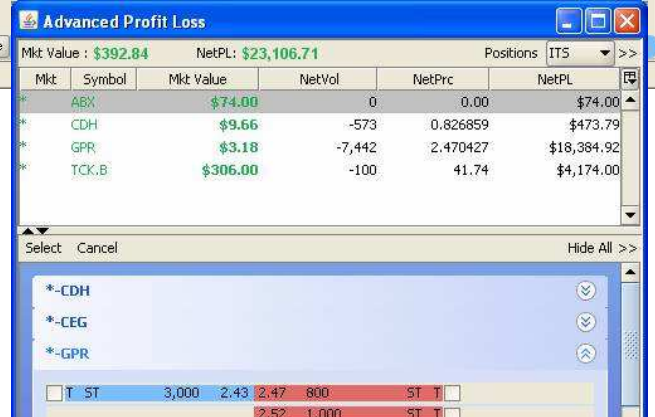 Advanced Profit Loss
Mkt Value : $392.84 NetPL: $23,106.71 Positions ITS >>
Mkt Symbol Mkt Value NetVol NetPrc NetPL
* ABX $74.00 0 0.00 $74.00
* CDH $9.66 -573 0.826859 $473.79
* GPR $3.18 -7,442 2.470427 $18,384.92
* TCK.B $306.00 -100 41.74 $4,174.00
Select Cancel Hide All >>
*-CDH
*-CEG
*-GPR
T ST 3,000 2.43 2.47 800 ST T
2.52 1,000 ST T